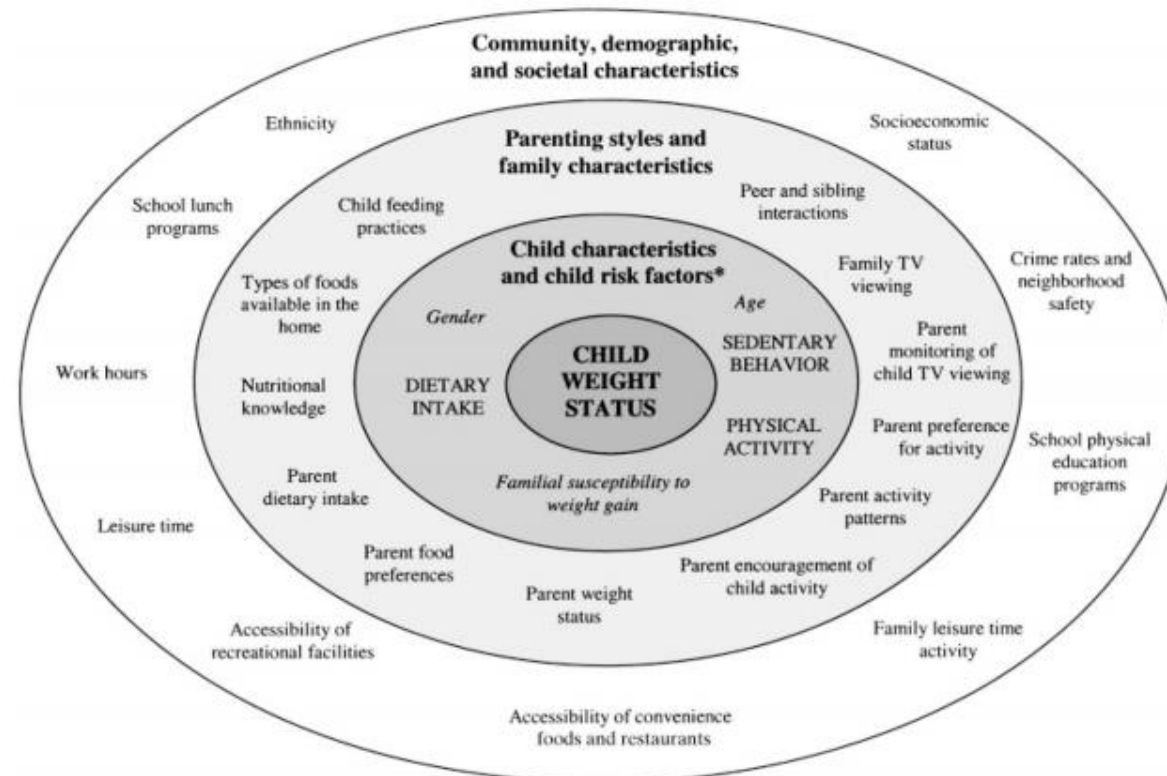 Community, demographic,
and societal characteristics
Ethnicity
Socioeconomic
status
Parenting styles and
family characteristics
School lunch
programs
Child feeding
practices
Peer and sibling
interactions
Child characteristics
and child risk factors*
Crime rates and
neighborhood
safety
Types of foods
available in the
home
Family TV
viewing
Gender
Age
Work hours
Nutritional
knowledge
DIETARY
INTAKE
CHILD
WEIGHT
STATUS
SEDENTARY
BEHAVIOR
Parent
monitoring of
child TV viewing
PHYSICAL
ACTIVITY
Parent preference
for activity
School physical
education
programs
Familial susceptibility to
weight gain
Parent
dietary intake
Parent activity
patterns
Leisure time
Parent food
preferences
Parent weight
status
Parent encouragement of
child activity
Accessibility of
recreational facilities
Family leisure time
activity
Accessibility of convenience
foods and restaurants